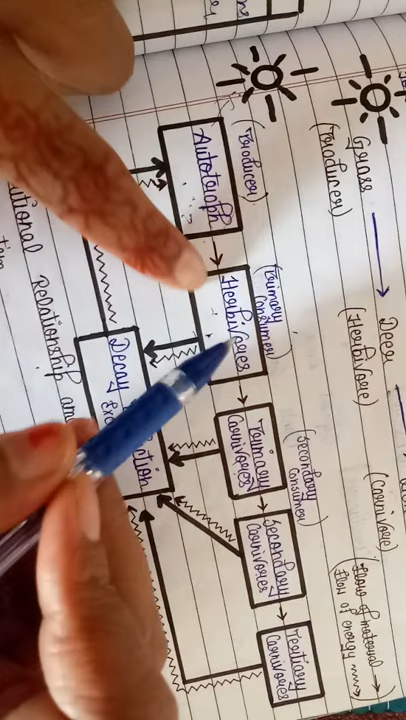 Grass
Deer
(Producer)
(Herbivore)
(Carnivore)
Flow of material
Flow of energy
(Producer)
(Primary
Consumer)
(Secondary
Consumer)
Autotroph
Herbivores
Primary
Carnivores
Secondary
Carnivores
Tertiary
Carnivores
Decay
Relationship